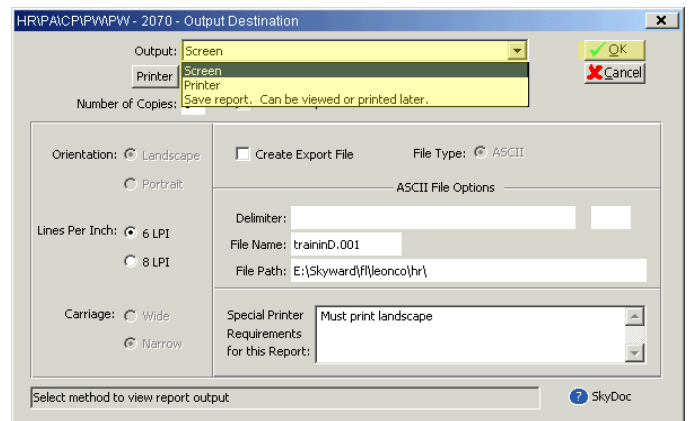 HR\PA\CP\PW\PW - 2070 - Output Destination
Output: Screen
OK
Screen
Printer
Printer
Save report. Can be viewed or printed later.
Cancel
Number of Copies:
Orientation: Landscape
Portrait
Create Export File
File Type: ASCII
ASCII File Options
Delimiter:
Lines Per Inch: 6 LPI
8 LPI
File Name: traininD.001
File Path: E:\Skyward\fl\leonco\hr\
Carriage: Wide
Narrow
Special Printer
Requirements
for this Report:
Must print landscape
Select method to view report output
SkyDoc